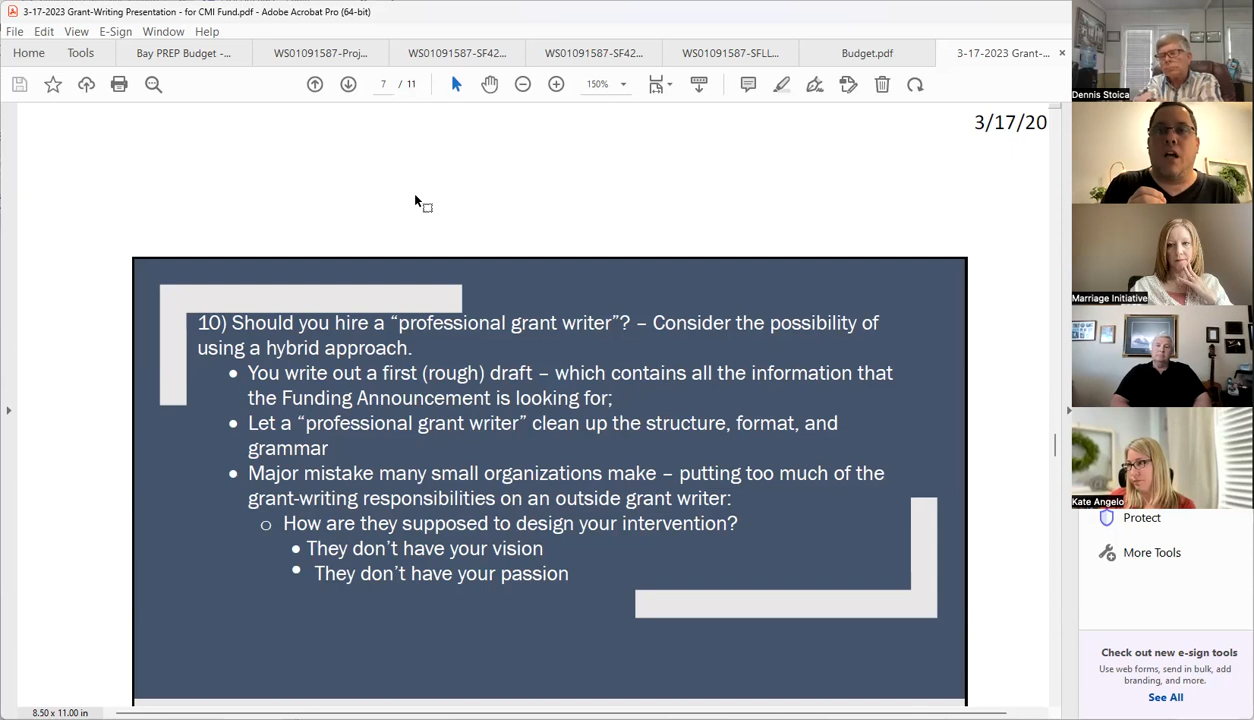 3-17-2023 Grant-Writing Presentation - for CMI Fund.pdf - Adobe Acrobat Pro (64-bit)
File Edit View E-Sign Window Help
Home Tools Bay PREP Budget -... WS01091587-Proj... WS01091587-SF42... WS01091587-SF42... WS01091587-SFLL... Budget.pdf 3-17-2023 Grant-... ×
7 / 11 150%
3/17/20
10) Should you hire a “professional grant writer”? – Consider the possibility of
using a hybrid approach.
• You write out a first (rough) draft – which contains all the information that
the Funding Announcement is looking for;
• Let a “professional grant writer” clean up the structure, format, and
grammar
• Major mistake many small organizations make – putting too much of the
grant-writing responsibilities on an outside grant writer:
o How are they supposed to design your intervention?
• They don’t have your vision
• They don’t have your passion
8.50 x 11.00 in
Dennis Stoica
Marriage Initiative
Kate Angelo
Protect
More Tools
Check out new e-sign tools
Use web forms, send in bulk, add
branding, and more.
See All